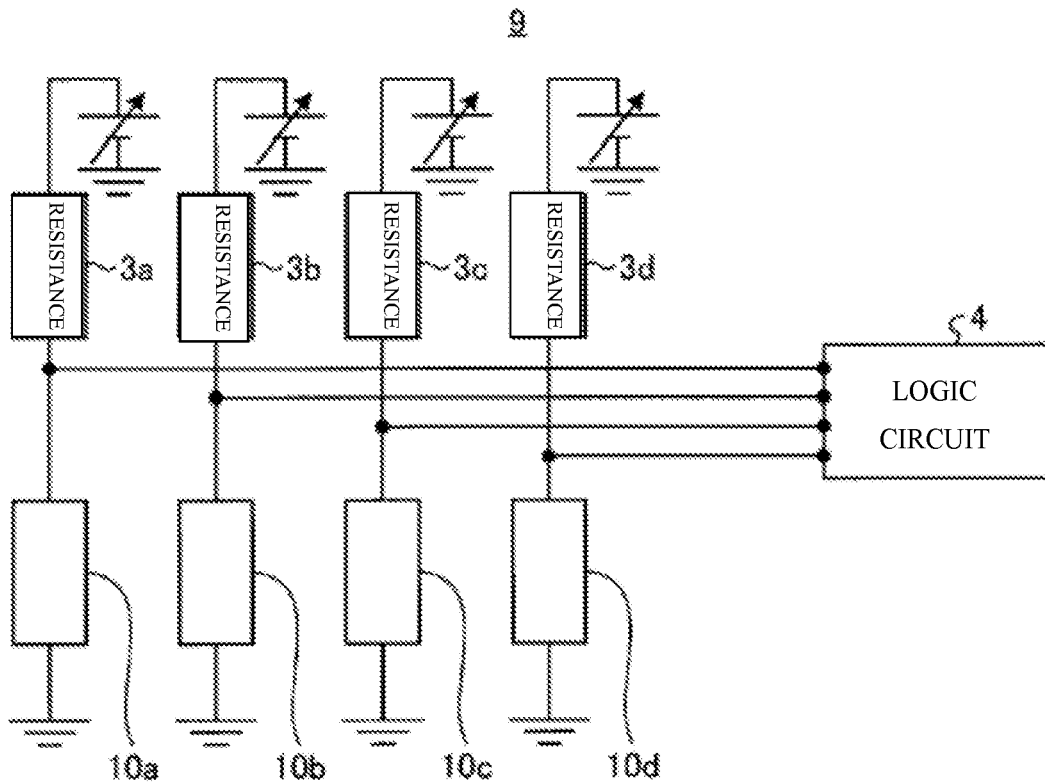 9
RESISTANCE 3a RESISTANCE 3b RESISTANCE 3c RESISTANCE 3d
4
LOGIC
CIRCUIT
10a 10b 10c 10d